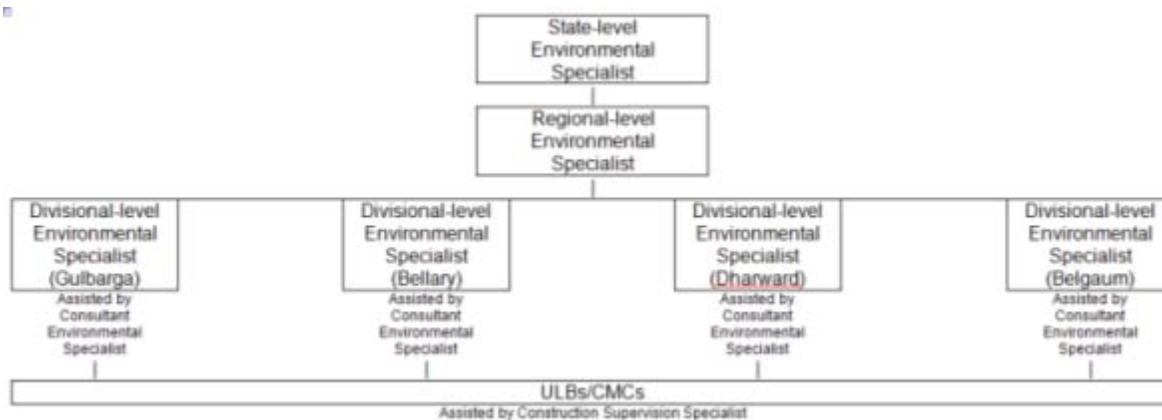 State-level
Environmental
Specialist
Regional-level
Environmental
Specialist
Divisional-level
Environmental
Specialist
(Gulbarga)
Assisted by
Consultant
Environmental
Specialist
Divisional-level
Environmental
Specialist
(Bellary)
Assisted by
Consultant
Environmental
Specialist
Divisional-level
Environmental
Specialist
(Dharward)
Assisted by
Consultant
Environmental
Specialist
Divisional-level
Environmental
Specialist
(Belgaum)
Assisted by
Consultant
Environmental
Specialist
ULBs/CMCs
Assisted by Construction Supervision Specialist